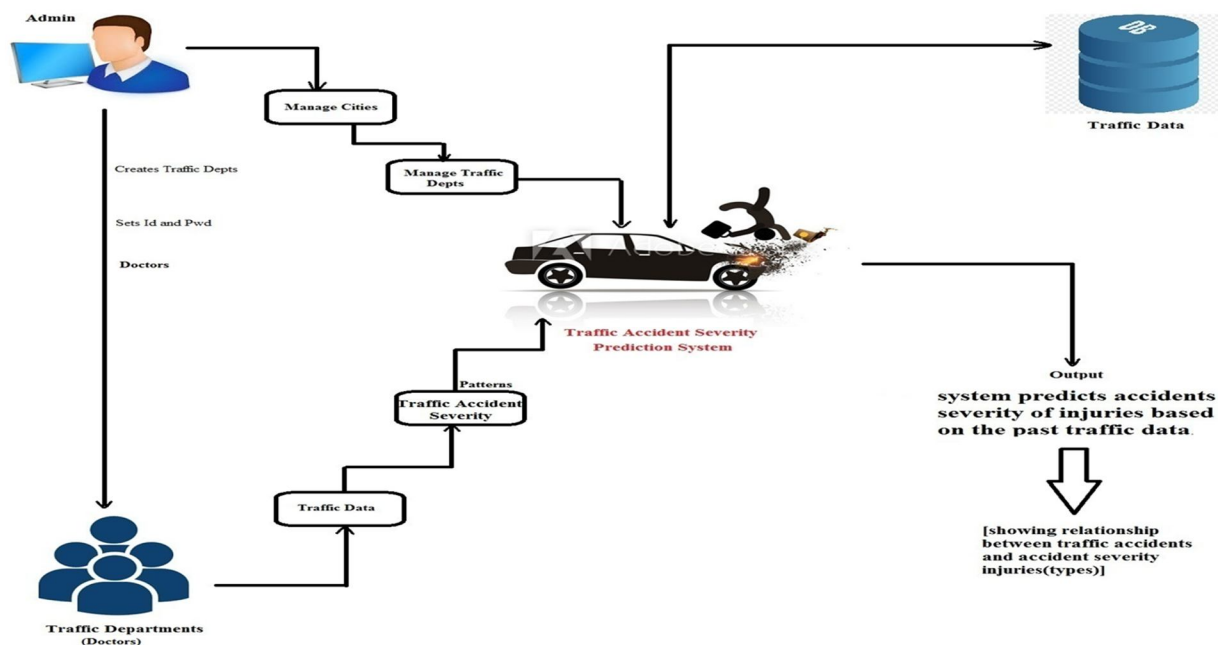 Admin
DB
Traffic Data
Manage Cities
Manage Traffic
Depts
Creates Traffic Depts
Sets Id and Pwd
Doctors
Traffic Accident Severity
Prediction System
Patterns
Traffic Accident
Severity
Output
system predicts accidents
severity of injuries based
on the past traffic data.
Traffic Data
[showing relationship
between traffic accidents
and accident severity
injuries(types)]
Traffic Departments
(Doctors)